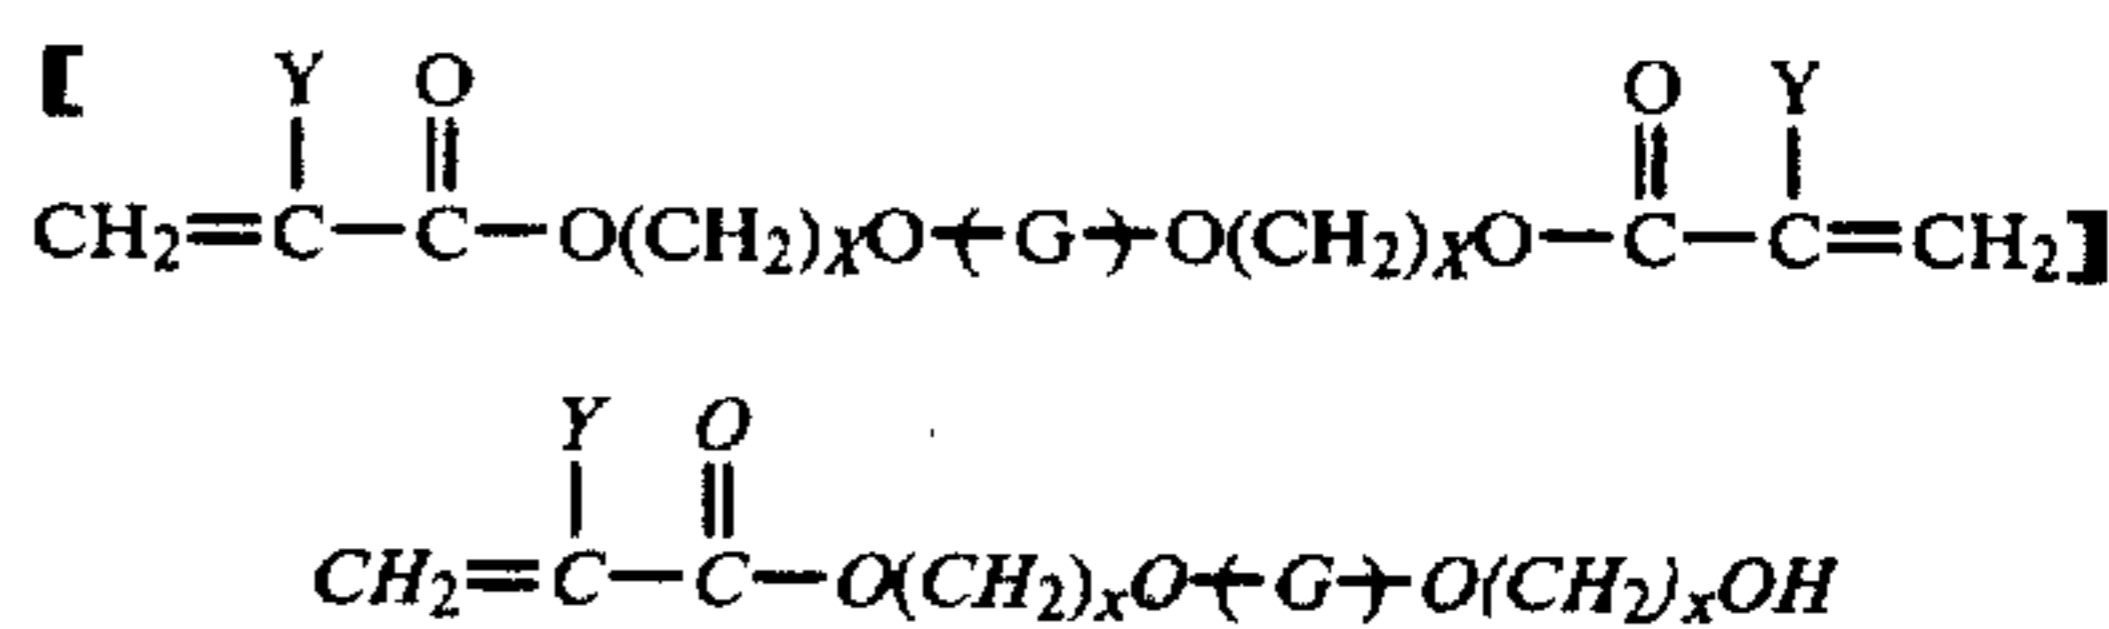 [ Y O O Y
CH2=C—C—O(CH2)XO-(-G-)-O(CH2)XO—C—C=CH2]
Y O
CH2=C—C—O(CH2)xO-(-G-)-O(CH2)xOH